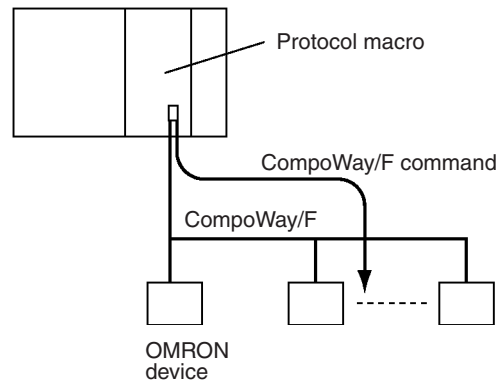 Protocol macro
CompoWay/F command
CompoWay/F
OMRON
device